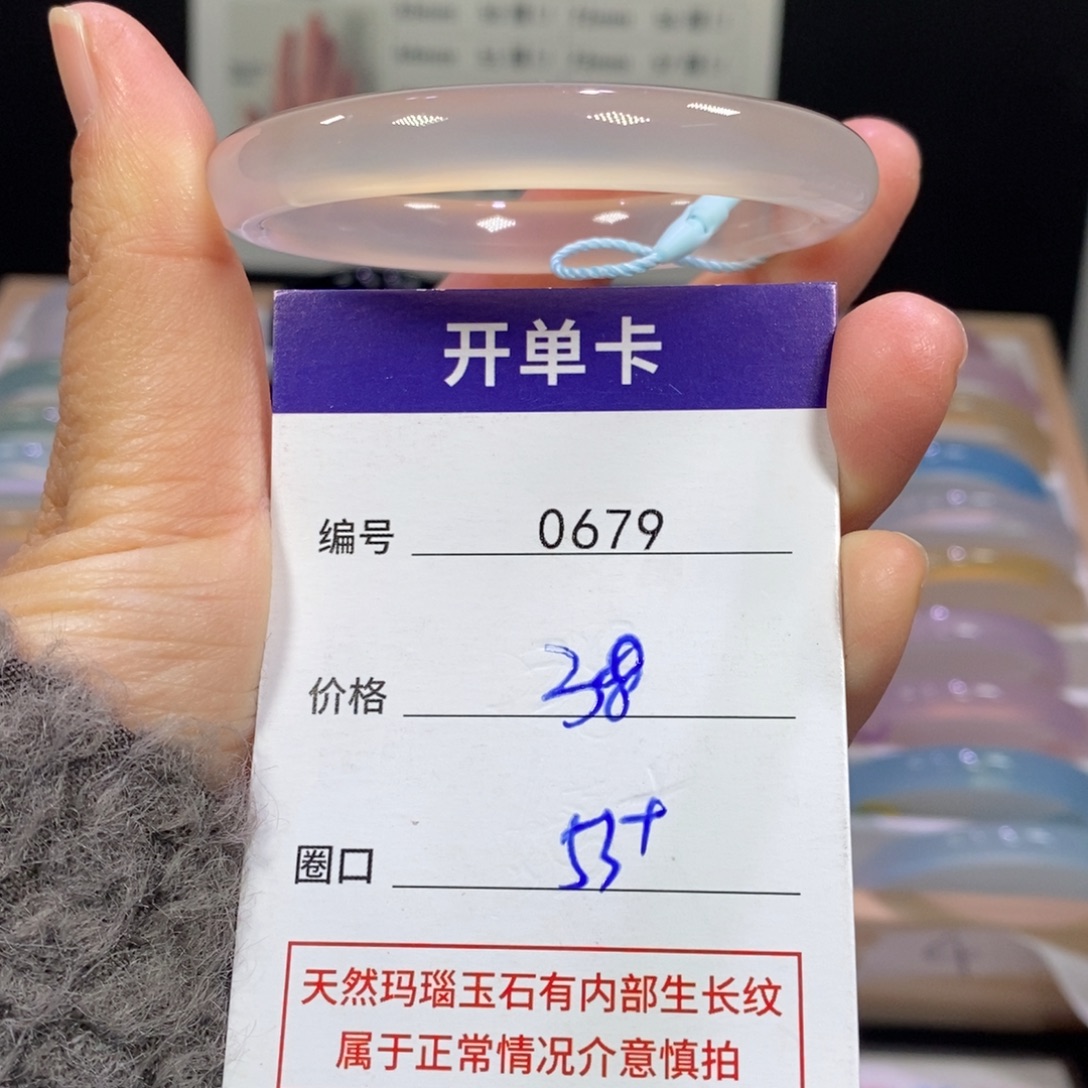 开单卡
编号 0679
价格 38
圈口 53+
天然玛瑙玉石有内部生长纹
属于正常情况介意慎拍